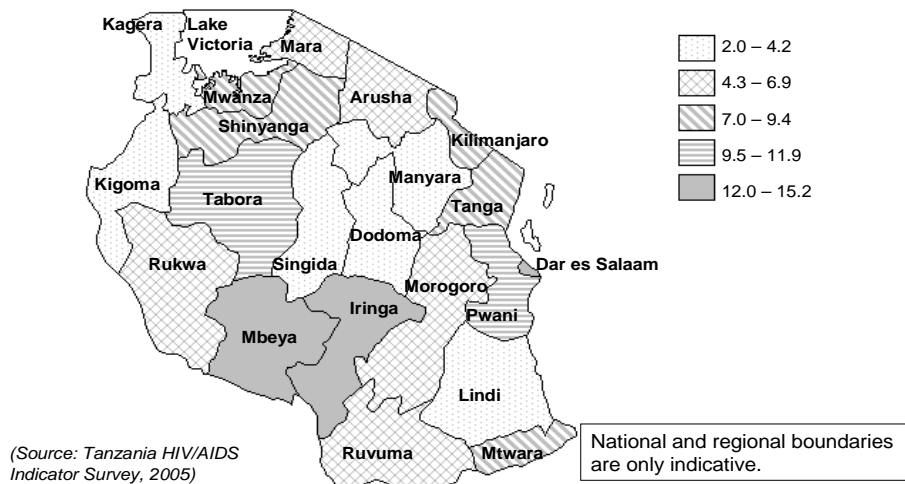 Kagera
Lake
Victoria
Mara
Mwanza
Arusha
Shinyanga
Kilimanjaro
Kigoma
Manyara
Tabora
Tanga
Dodoma
Rukwa
Singida
Dar es Salaam
Morogoro
Iringa
Pwani
Mbeya
Lindi
Ruvuma
Mtwara
2.0 – 4.2
4.3 – 6.9
7.0 – 9.4
9.5 – 11.9
12.0 – 15.2
(Source: Tanzania HIV/AIDS
Indicator Survey, 2005)
National and regional boundaries
are only indicative.